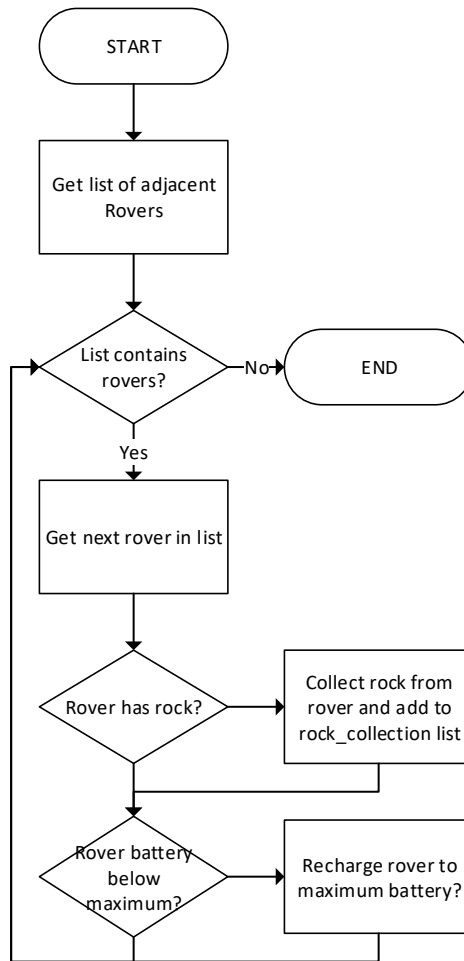 START
Get list of adjacent
Rovers
List contains
rovers?
No
END
Yes
Get next rover in list
Rover has rock?
Collect rock from
rover and add to
rock_collection list
Rover battery
below
maximum?
Recharge rover to
maximum battery?